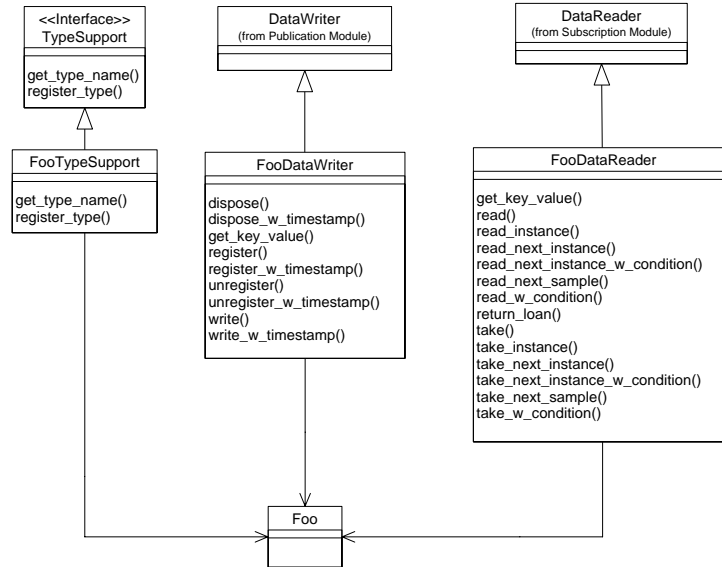 <<Interface>>
TypeSupport
get_type_name()
register_type()
DataWriter
(from Publication Module)
DataReader
(from Subscription Module)
FooTypeSupport
get_type_name()
register_type()
FooDataWriter
dispose()
dispose_w_timestamp()
get_key_value()
register()
register_w_timestamp()
unregister()
unregister_w_timestamp()
write()
write_w_timestamp()
FooDataReader
get_key_value()
read()
read_instance()
read_next_instance()
read_next_instance_w_condition()
read_next_sample()
read_w_condition()
return_loan()
take()
take_instance()
take_next_instance()
take_next_instance_w_condition()
take_next_sample()
take_w_condition()
Foo